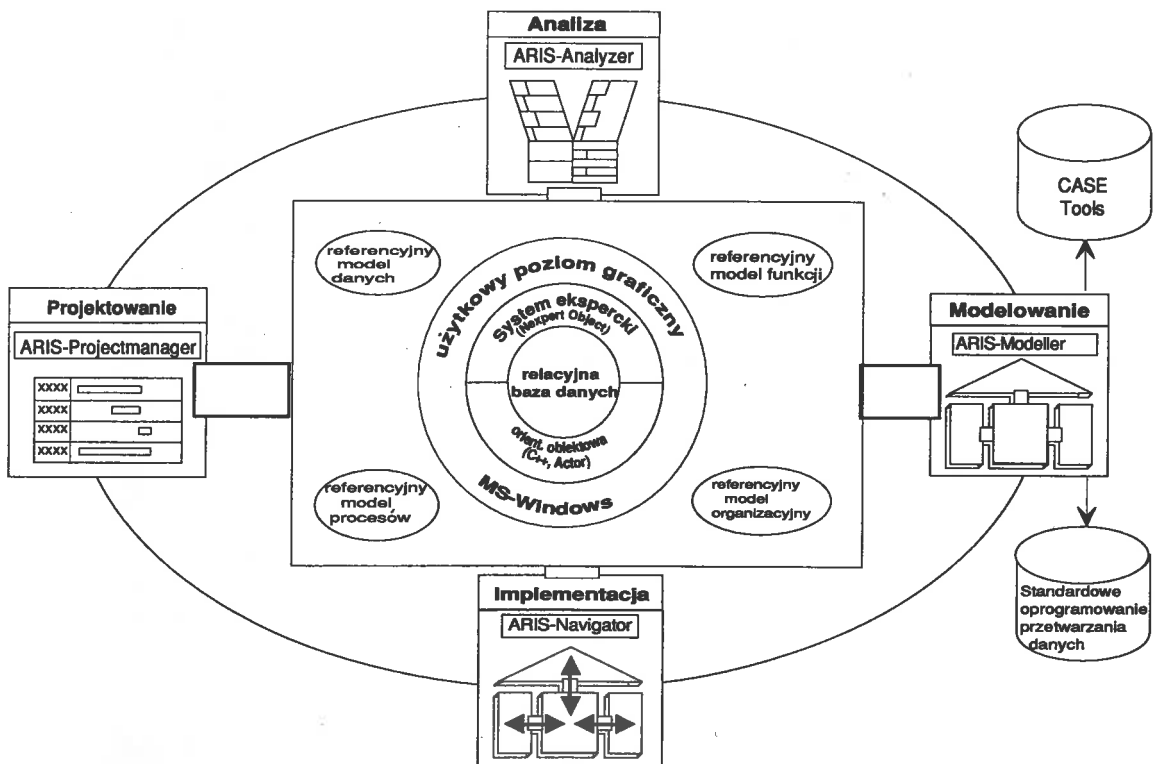 Analiza
ARIS-Analyzer
CASE
Tools
referencyjny
model
danych
referencyjny
model funkcji
użytkowy poziom graficzny
System ekspercki
(Nexpert Object)
relacyjna
baza danych
orient. obiektowa
(C++, Actor)
MS-Windows
Projektowanie
ARIS-Projectmanager
xxxx
xxxx
xxxx
xxxx
Modelowanie
ARIS-Modeller
referencyjny
model
procesów
referencyjny
model
organizacyjny
Implementacja
ARIS-Navigator
Standardowe
oprogramowanie
przetwarzania
danych